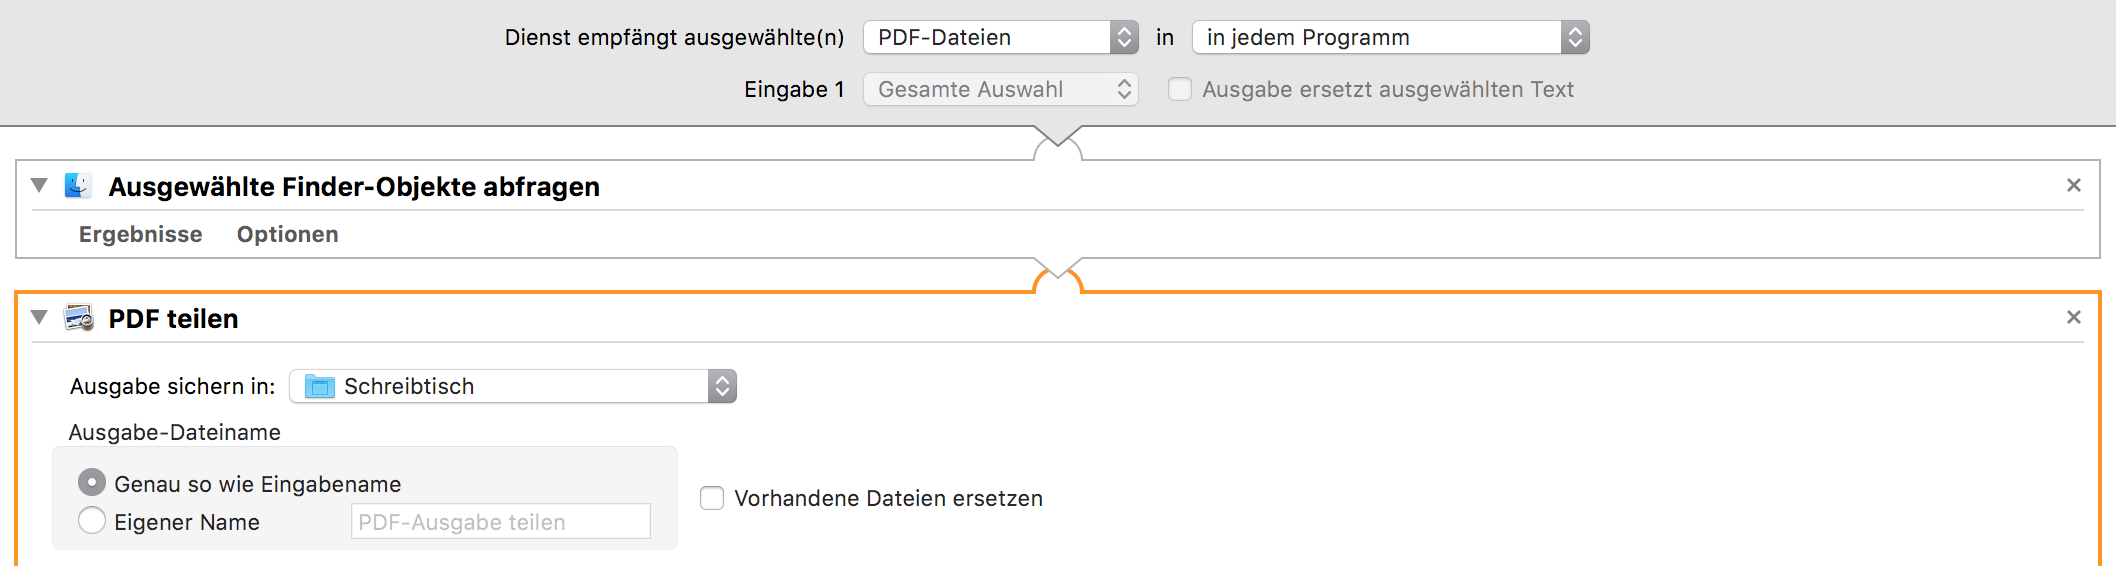 Dienst empfängt ausgewählte(n) PDF-Dateien in in jedem Programm
Eingabe 1 Gesamte Auswahl Ausgabe ersetzt ausgewählten Text
Ausgewählte Finder-Objekte abfragen
Ergebnisse Optionen
PDF teilen
Ausgabe sichern in: Schreibtisch
Ausgabe-Dateiname
Genau so wie Eingabename
Vorhandene Dateien ersetzen
Eigener Name PDF-Ausgabe teilen